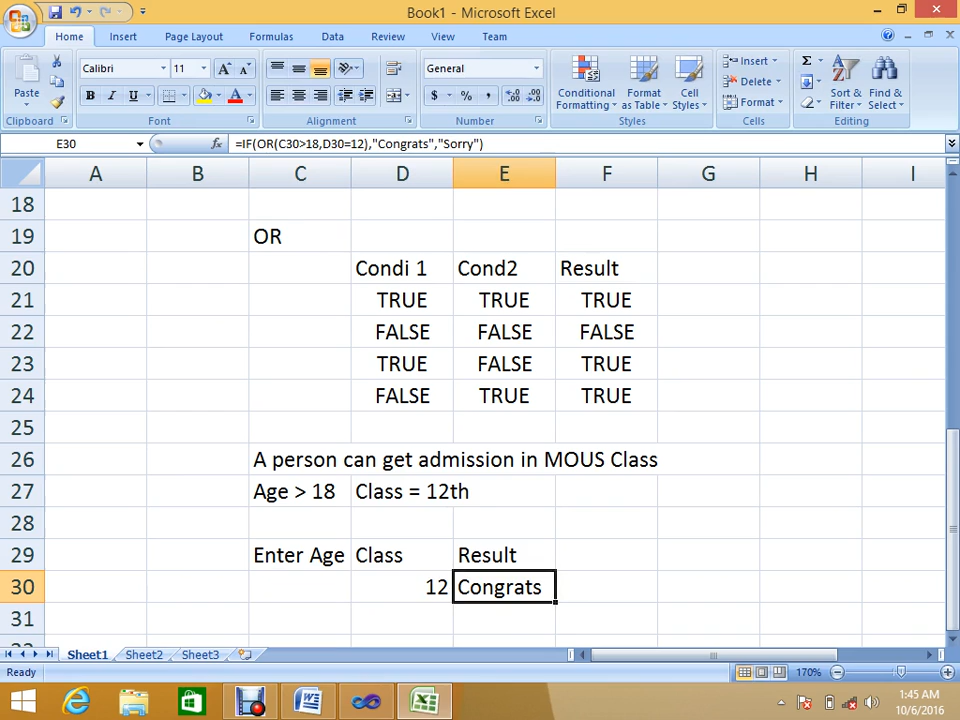 Book1 - Microsoft Excel
Home Insert Page Layout Formulas Data Review View Team
Calibri 11 General Insert Σ
Paste Conditional Formatting Format as Table Cell Styles Delete Sort & Filter Find & Select
B I U A $ % , Format
Clipboard Font Alignment Number Styles Cells Editing
E30 fx =IF(OR(C30>18,D30=12),"Congrats","Sorry")
A B C D E F G H I
18
19 OR
20 Condi 1 Cond2 Result
21 TRUE TRUE TRUE
22 FALSE FALSE FALSE
23 TRUE FALSE TRUE
24 FALSE TRUE TRUE
25
26 A person can get admission in MOUS Class
27 Age > 18 Class = 12th
28
29 Enter Age Class Result
30 12 Congrats
31
Sheet1 Sheet2 Sheet3
Ready 170%
1:45 AM
10/6/2016